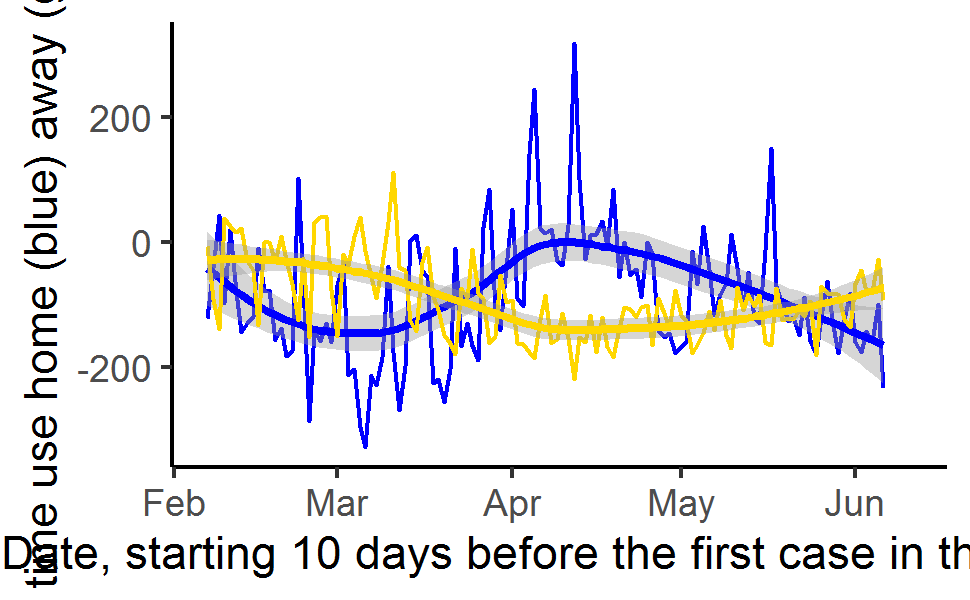 time use home (blue) away (
200
0
-200
Feb Mar Apr May Jun
Date, starting 10 days before the first case in th